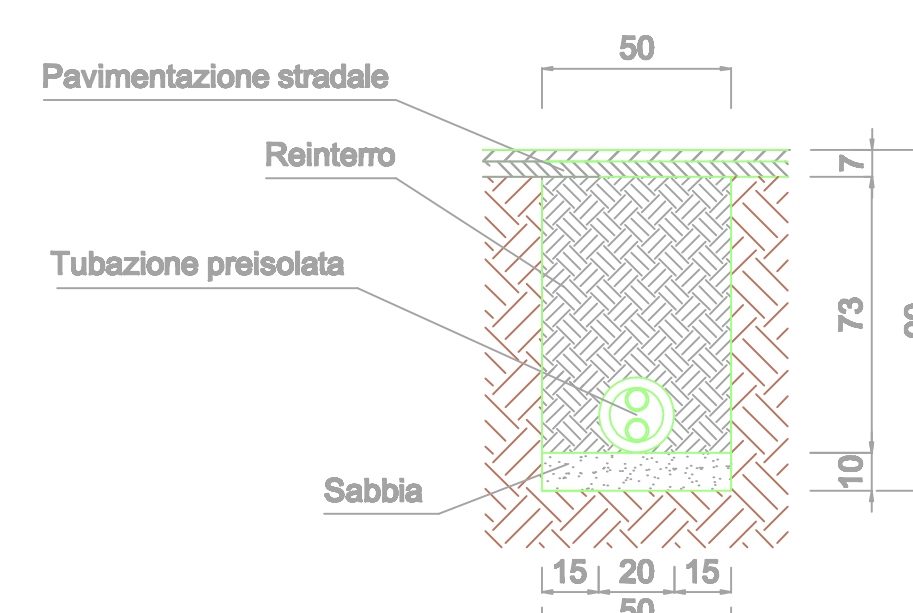 50
Pavimentazione stradale
Reinterro
7
Tubazione preisolata
73
10
Sabbia
15 20 15
50